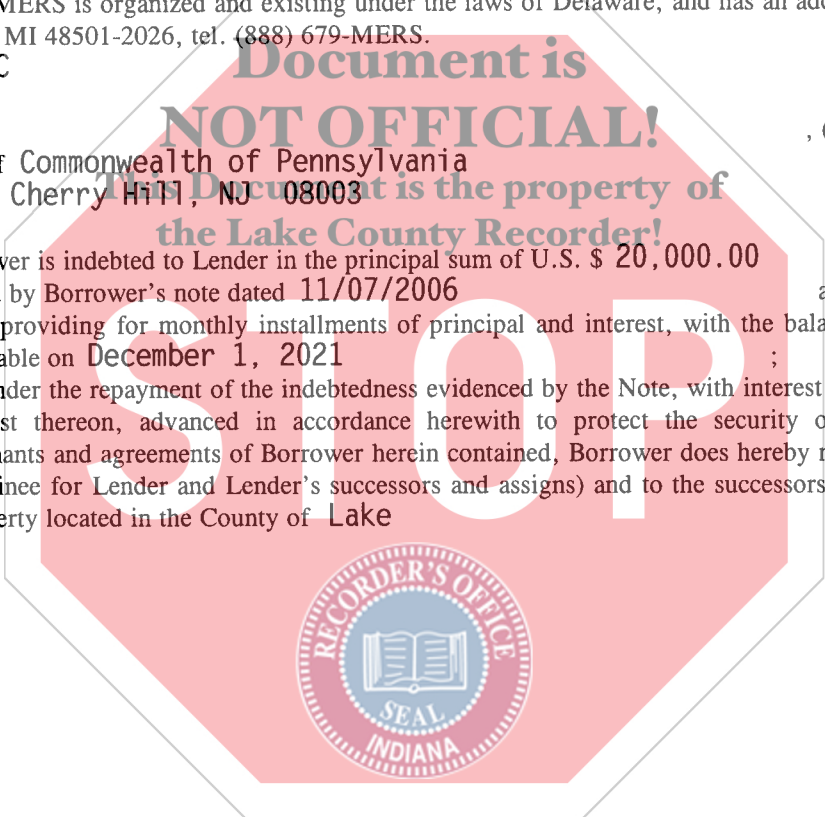 MERS is organized and existing under the laws of Delaware, and has an add
MI 48501-2026, tel. (888) 679-MERS.
C
Document is
NOT OFFICIAL!
, (
f Commonwealth of Pennsylvania
This Document is the property of
Cherry Hill, NJ 08003
the Lake County Recorder!
ver is indebted to Lender in the principal sum of U.S. $ 20,000.00
by Borrower's note dated 11/07/2006 a
providing for monthly installments of principal and interest, with the bala
able on December 1, 2021 ;
nder the repayment of the indebtedness evidenced by the Note, with interest
st thereon, advanced in accordance herewith to protect the security o
nants and agreements of Borrower herein contained, Borrower does hereby
inee for Lender and Lender's successors and assigns) and to the successors
erty located in the County of Lake
STOP
RECORDER'S OFFICE
SEAL
INDIANA